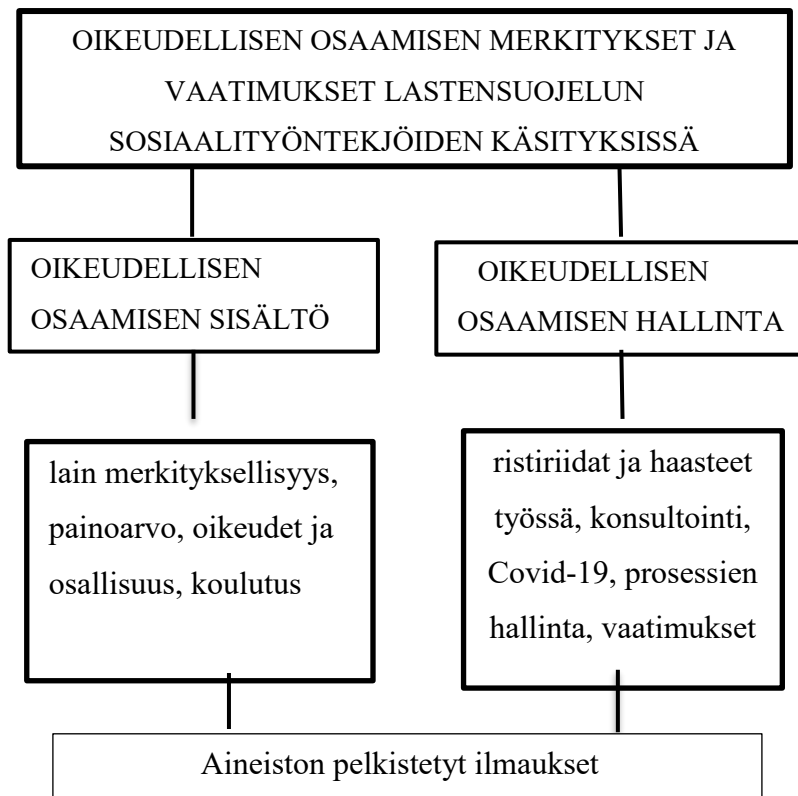 OIKEUDELLISEN OSAAMISEN MERKITYKSET JA
VAATIMUKSET LASTENSUOJELUN
SOSIAALITYÖNTEKJÖIDEN KÄSITYKSISSÄ
OIKEUDELLISEN
OSAAMISEN SISÄLTÖ
OIKEUDELLISEN
OSAAMISEN HALLINTA
lain merkityksellisyys,
painoarvo, oikeudet ja
osallisuus, koulutus
ristiriidat ja haasteet
työssä, konsultointi,
Covid-19, prosessien
hallinta, vaatimukset
Aineiston pelkistetyt ilmaukset